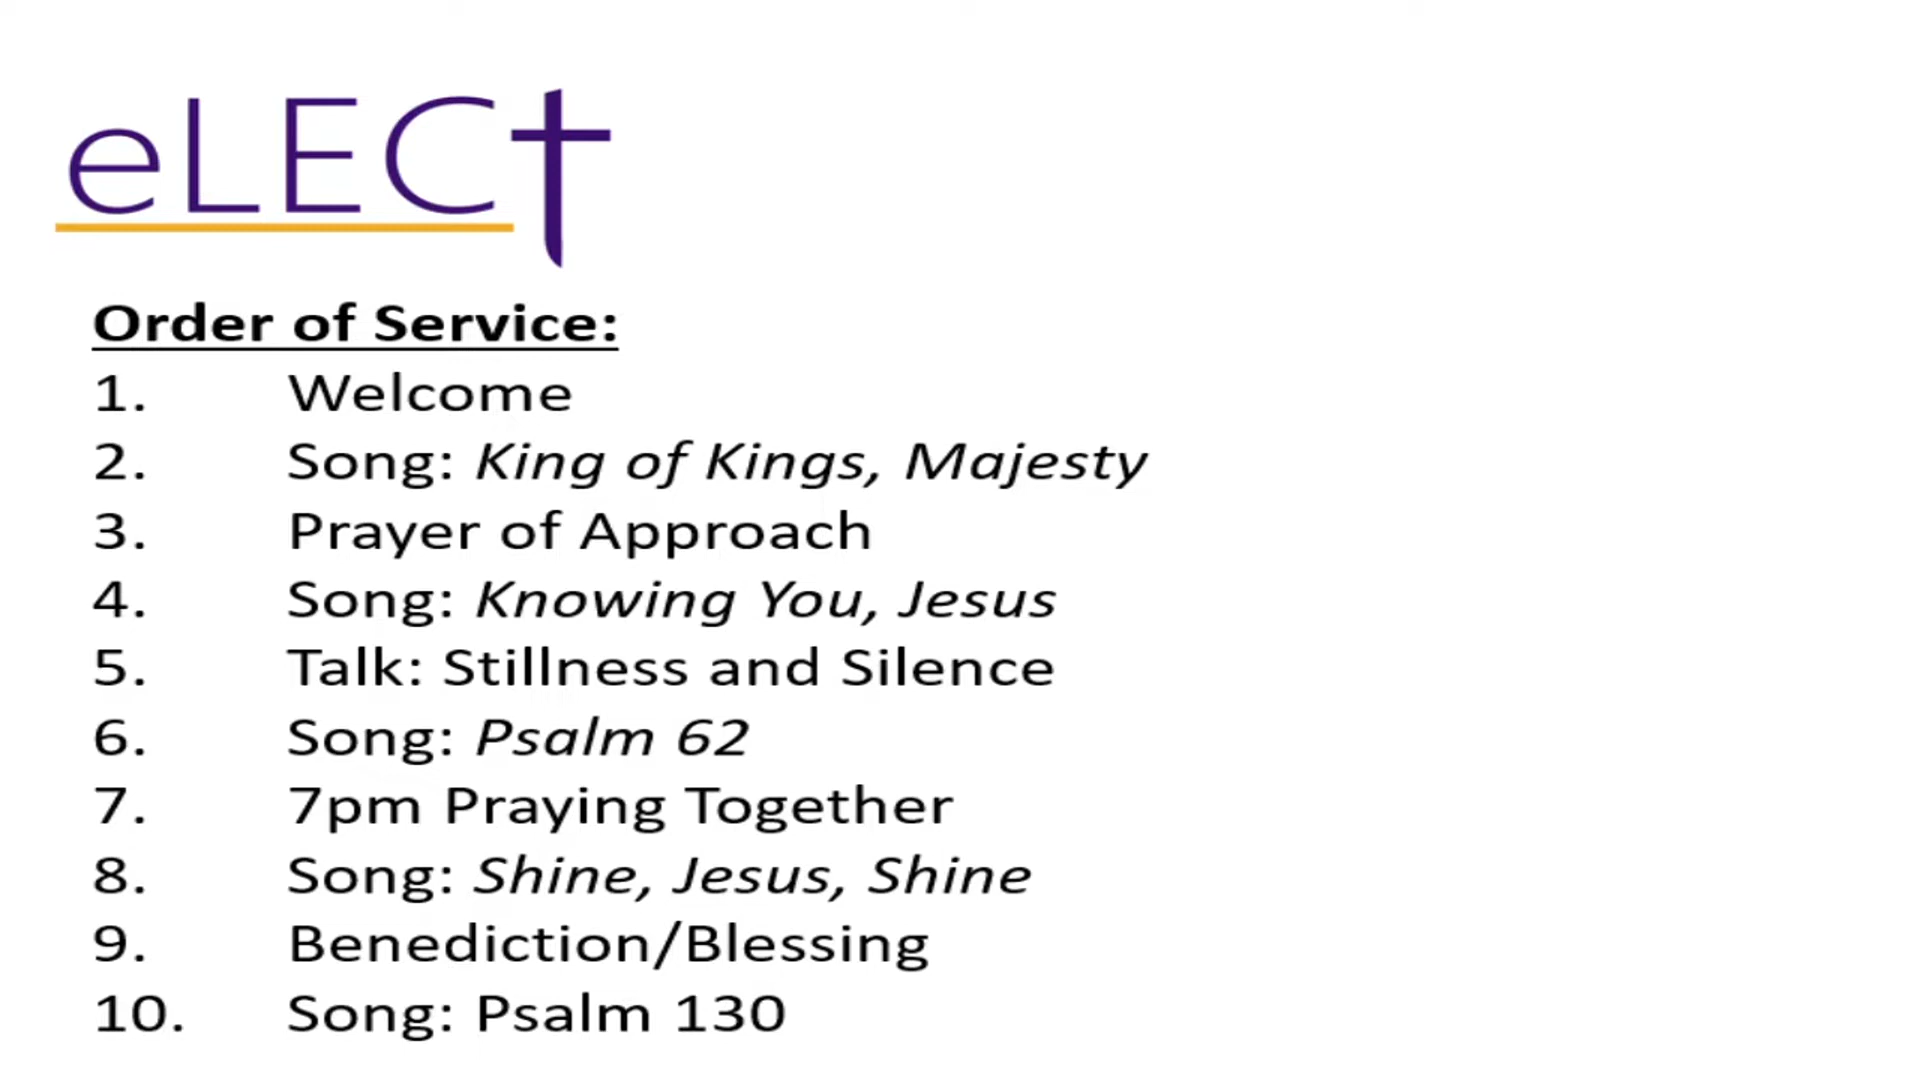 eLECt
Order of Service:
1. Welcome
2. Song: King of Kings, Majesty
3. Prayer of Approach
4. Song: Knowing You, Jesus
5. Talk: Stillness and Silence
6. Song: Psalm 62
7. 7pm Praying Together
8. Song: Shine, Jesus, Shine
9. Benediction/Blessing
10. Song: Psalm 130